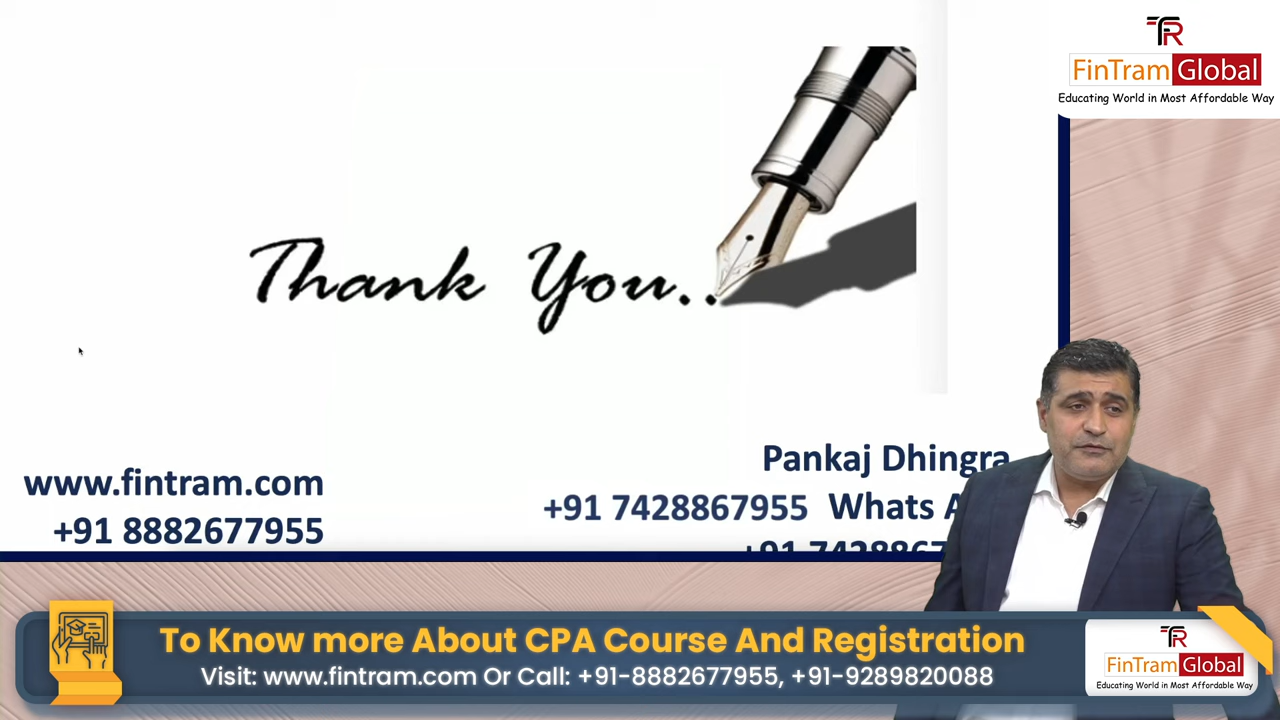 TR
FinTram Global
Educating World in Most Affordable Way
Thank You..
www.fintram.com
+91 8882677955
Pankaj Dhingra
+91 7428867955 Whats A
To Know more About CPA Course And Registration
Visit: www.fintram.com Or Call: +91-8882677955, +91-9289820088
TR
FinTram Global
Educating World in Most Affordable Way